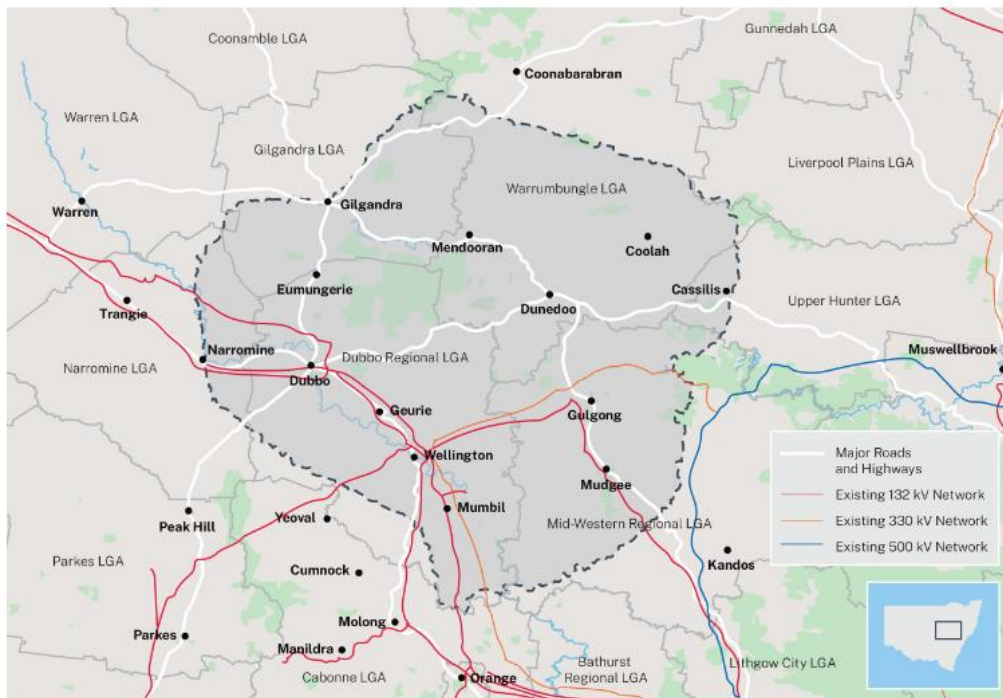 Coonamble LGA
Gunnedah LGA
Coonabarabran
Warren LGA
Gilgandra LGA
Liverpool Plains LGA
Warrumbungle LGA
Warren
Gilgandra
Mendooran
Coolah
Eumungerie
Cassilis
Trangie
Dunedoo
Upper Hunter LGA
Narromine
Dubbo Regional LGA
Muswellbrook
Narromine LGA
Dubbo
Geurie
Gulgong
Wellington
Major Roads
and Highways
Mudgee
Existing 132 kV Network
Peak Hill
Yeoval
Mumbil
Mid-Western Regional LGA
Existing 330 kV Network
Parkes LGA
Kandos
Existing 500 kV Network
Cumnock
Molong
Parkes
Manildra
Bathurst
Regional LGA
Lithgow City LGA
Cabonne LGA
Orange